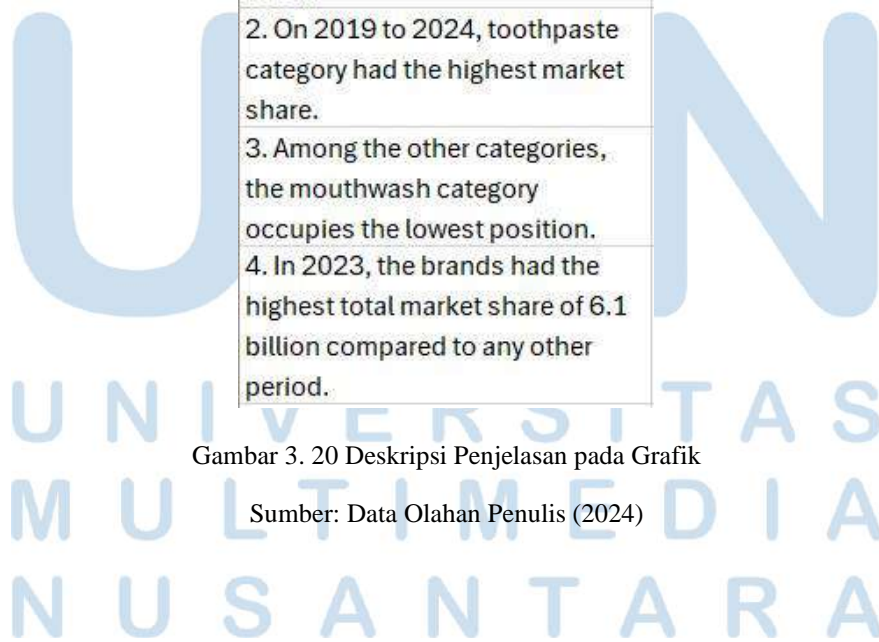 2. On 2019 to 2024, toothpaste
category had the highest market
share.
3. Among the other categories,
the mouthwash category
occupies the lowest position.
4. In 2023, the brands had the
highest total market share of 6.1
billion compared to any other
period.
UNIVERSITAS
Gambar 3. 20 Deskripsi Penjelasan pada Grafik
MULTIMEDIA
Sumber: Data Olahan Penulis (2024)
NUSANTARA